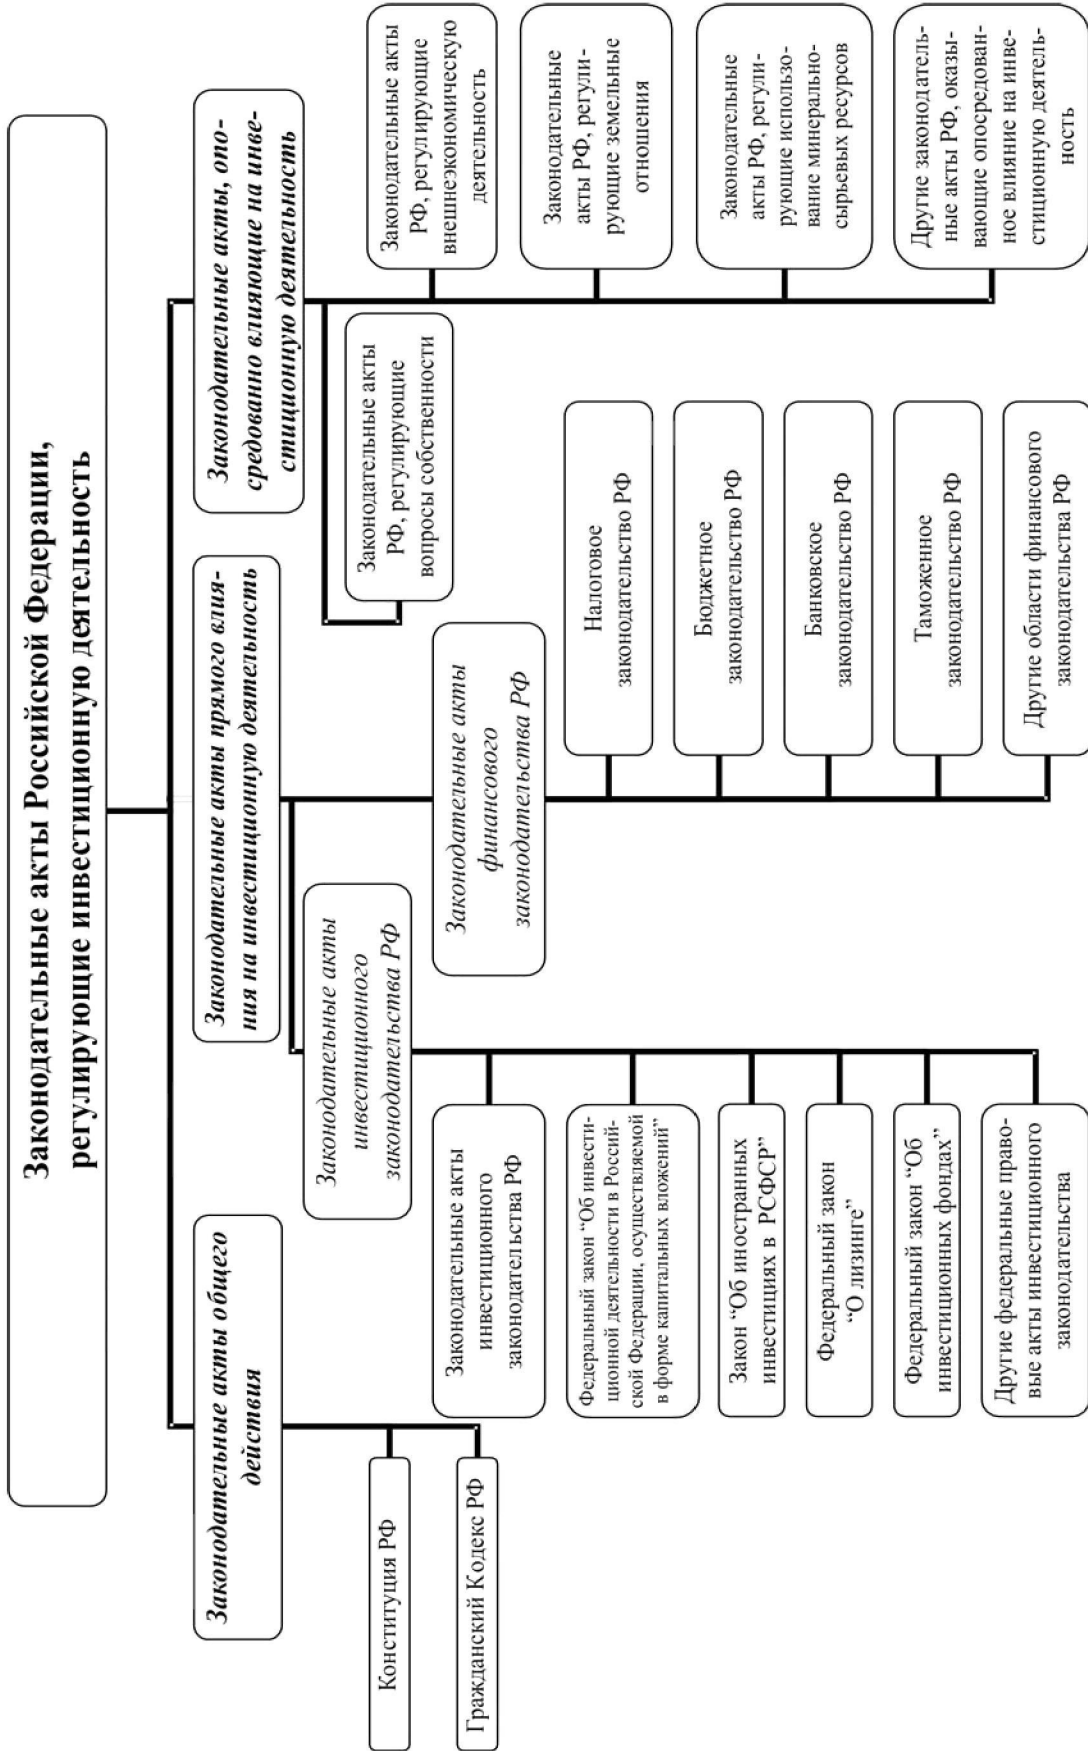 Законодательные акты Российской Федерации,
регулирующие инвестиционную деятельность
Законодательные акты общего
действия
Конституция РФ
Гражданский Кодекс РФ
Законодательные акты прямого влия-
ния на инвестиционную деятельность
Законодательные акты
инвестиционного
законодательства РФ
Законодательные акты
инвестиционного
законодательства РФ
Федеральный закон “Об инвести-
ционной деятельности в Россий-
ской Федерации, осуществляемой
в форме капитальных вложений”
Закон “Об иностранных
инвестициях в РСФСР”
Федеральный закон
“О лизинге”
Федеральный закон “Об
инвестиционных фондах”
Другие федеральные право-
вые акты инвестиционного
законодательства
Законодательные акты
финансового
законодательства РФ
Налоговое
законодательство РФ
Бюджетное
законодательство РФ
Банковское
законодательство РФ
Таможенное
законодательство РФ
Другие области финансового
законодательства РФ
Законодательные акты, опо-
средованно влияющие на инве-
стиционную деятельность
Законодательные акты
РФ, регулирующие
вопросы собственности
Законодательные акты
РФ, регулирующие
внешнеэкономическую
деятельность
Законодательные
акты РФ, регули-
рующие земельные
отношения
Законодательные
акты РФ, регули-
рующие использо-
вание минерально-
сырьевых ресурсов
Другие законодатель-
ные акты РФ, оказы-
вающие опосредован-
ное влияние на инве-
стиционную деятель-
ность